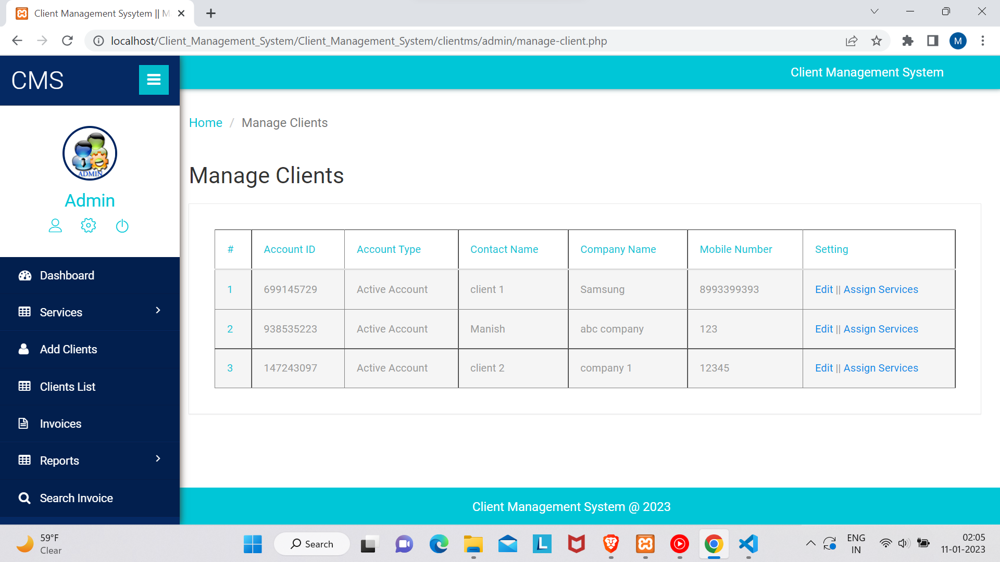 Client Management Sysytem || M
localhost/Client_Management_System/Client_Management_System/clientms/admin/manage-client.php
M
CMS
Client Management System
Home / Manage Clients
ADMIN
Admin
Manage Clients
# Account ID Account Type Contact Name Company Name Mobile Number Setting
1 699145729 Active Account client 1 Samsung 8993399393 Edit || Assign Services
2 938535223 Active Account Manish abc company 123 Edit || Assign Services
3 147243097 Active Account client 2 company 1 12345 Edit || Assign Services
Dashboard
Services
Add Clients
Clients List
Invoices
Reports
Search Invoice
Client Management System @ 2023
59°F
Clear
Search
L
ENG
IN
02:05
11-01-2023